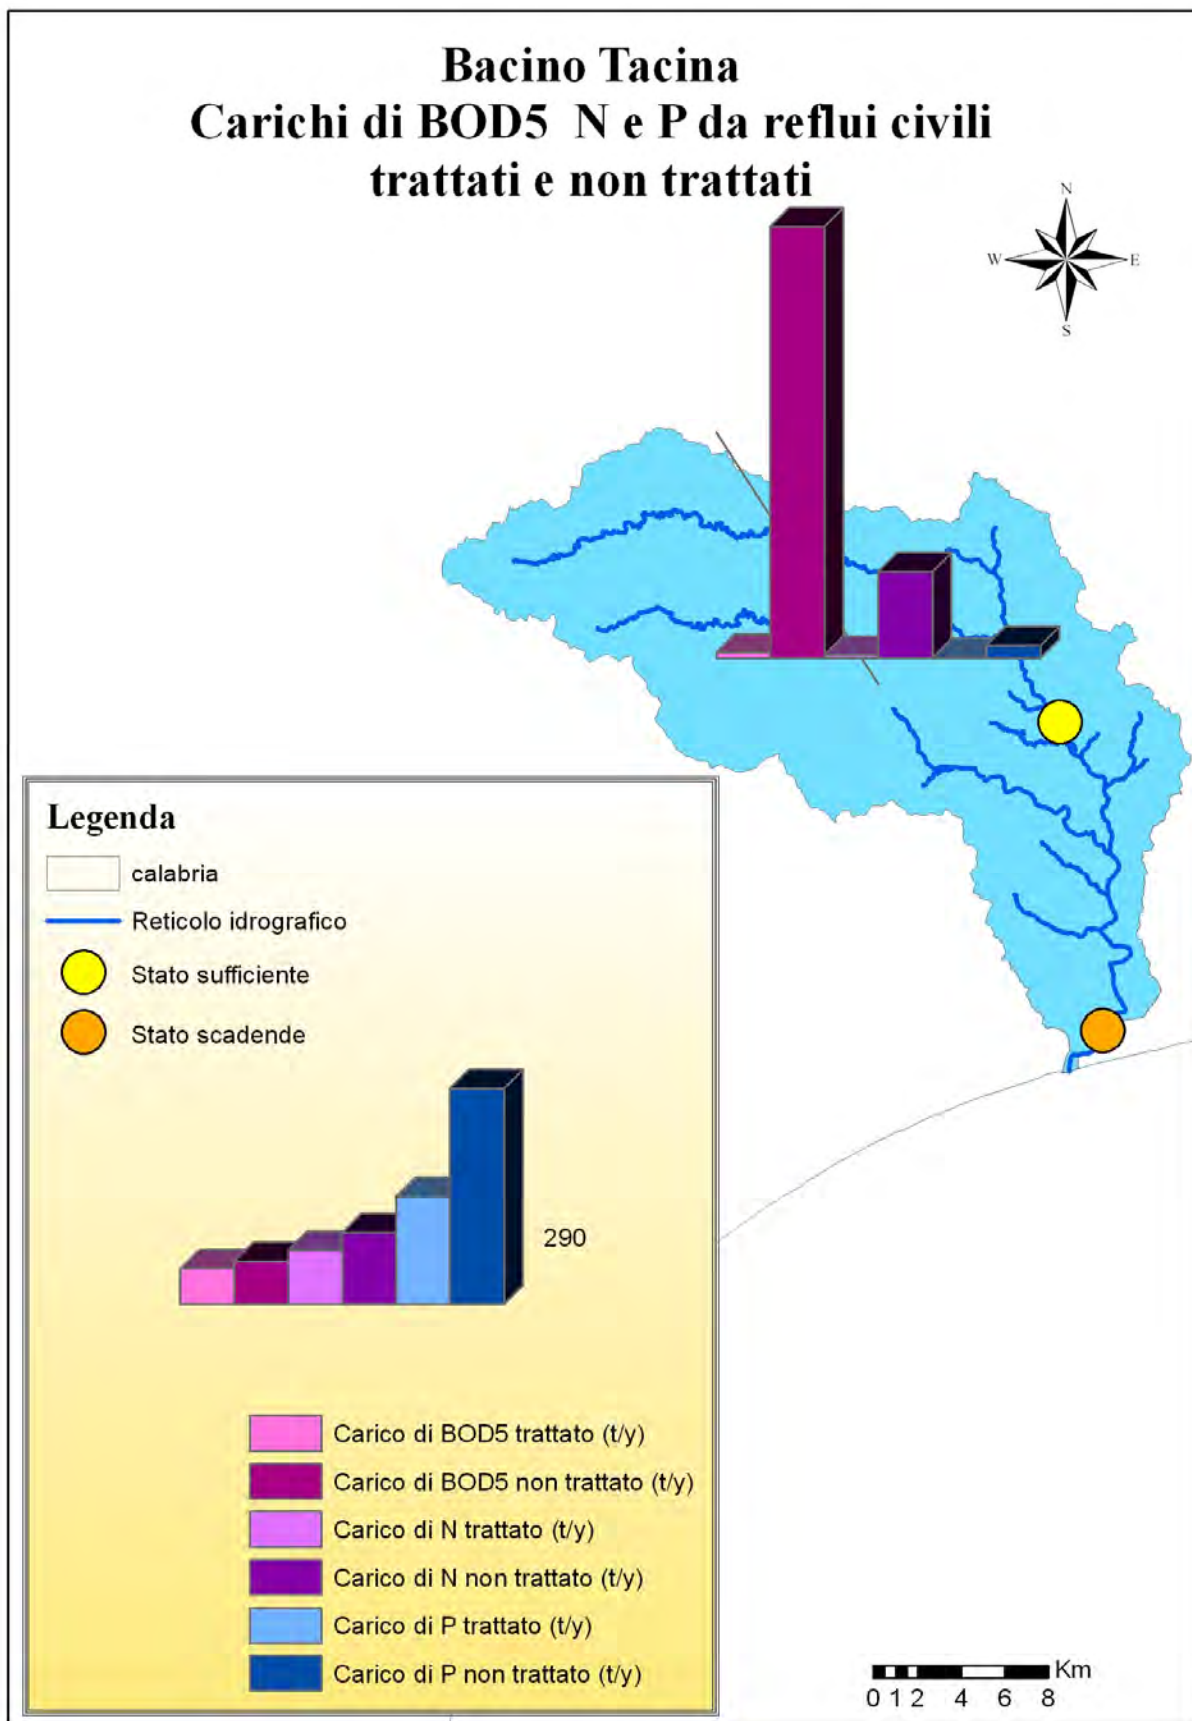 Bacino Tacina
Carichi di BOD5 N e P da reflui civili
trattati e non trattati
N
W
E
S
Legenda
calabria
Reticolo idrografico
Stato sufficiente
Stato scadende
290
Carico di BOD5 trattato (t/y)
Carico di BOD5 non trattato (t/y)
Carico di N trattato (t/y)
Carico di N non trattato (t/y)
Carico di P trattato (t/y)
Carico di P non trattato (t/y)
Km
0 1 2 4 6 8